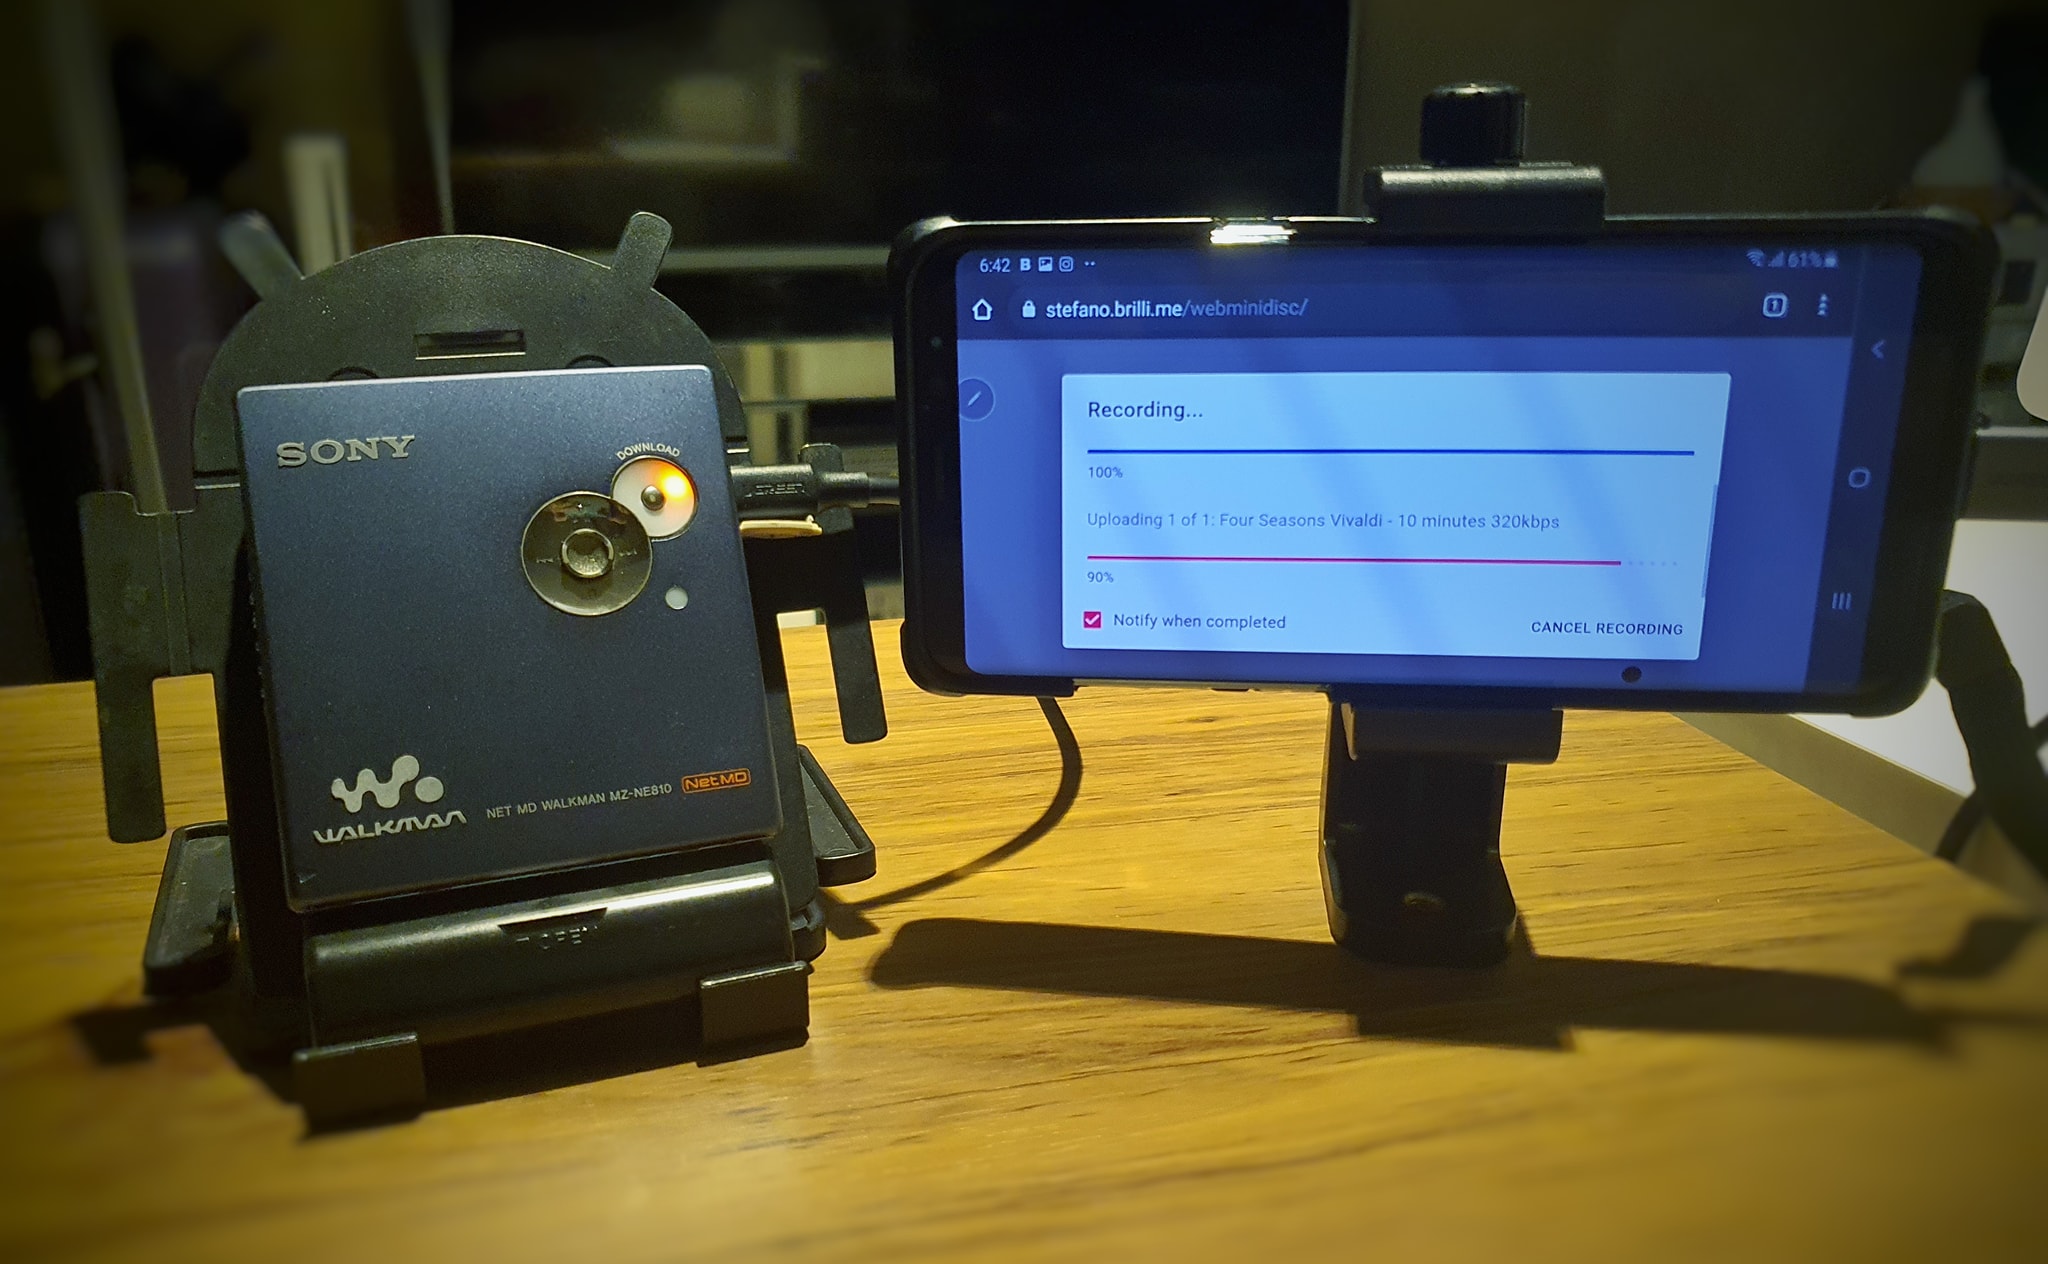 SONY
DOWNLOAD
WALKMAN
NET MD WALKMAN MZ-NE810
Net MD
OPEN
6:42
61%
stefano.brilli.me/webminidisc/
1
Recording...
100%
Uploading 1 of 1: Four Seasons Vivaldi - 10 minutes 320kbps
90%
Notify when completed
CANCEL RECORDING